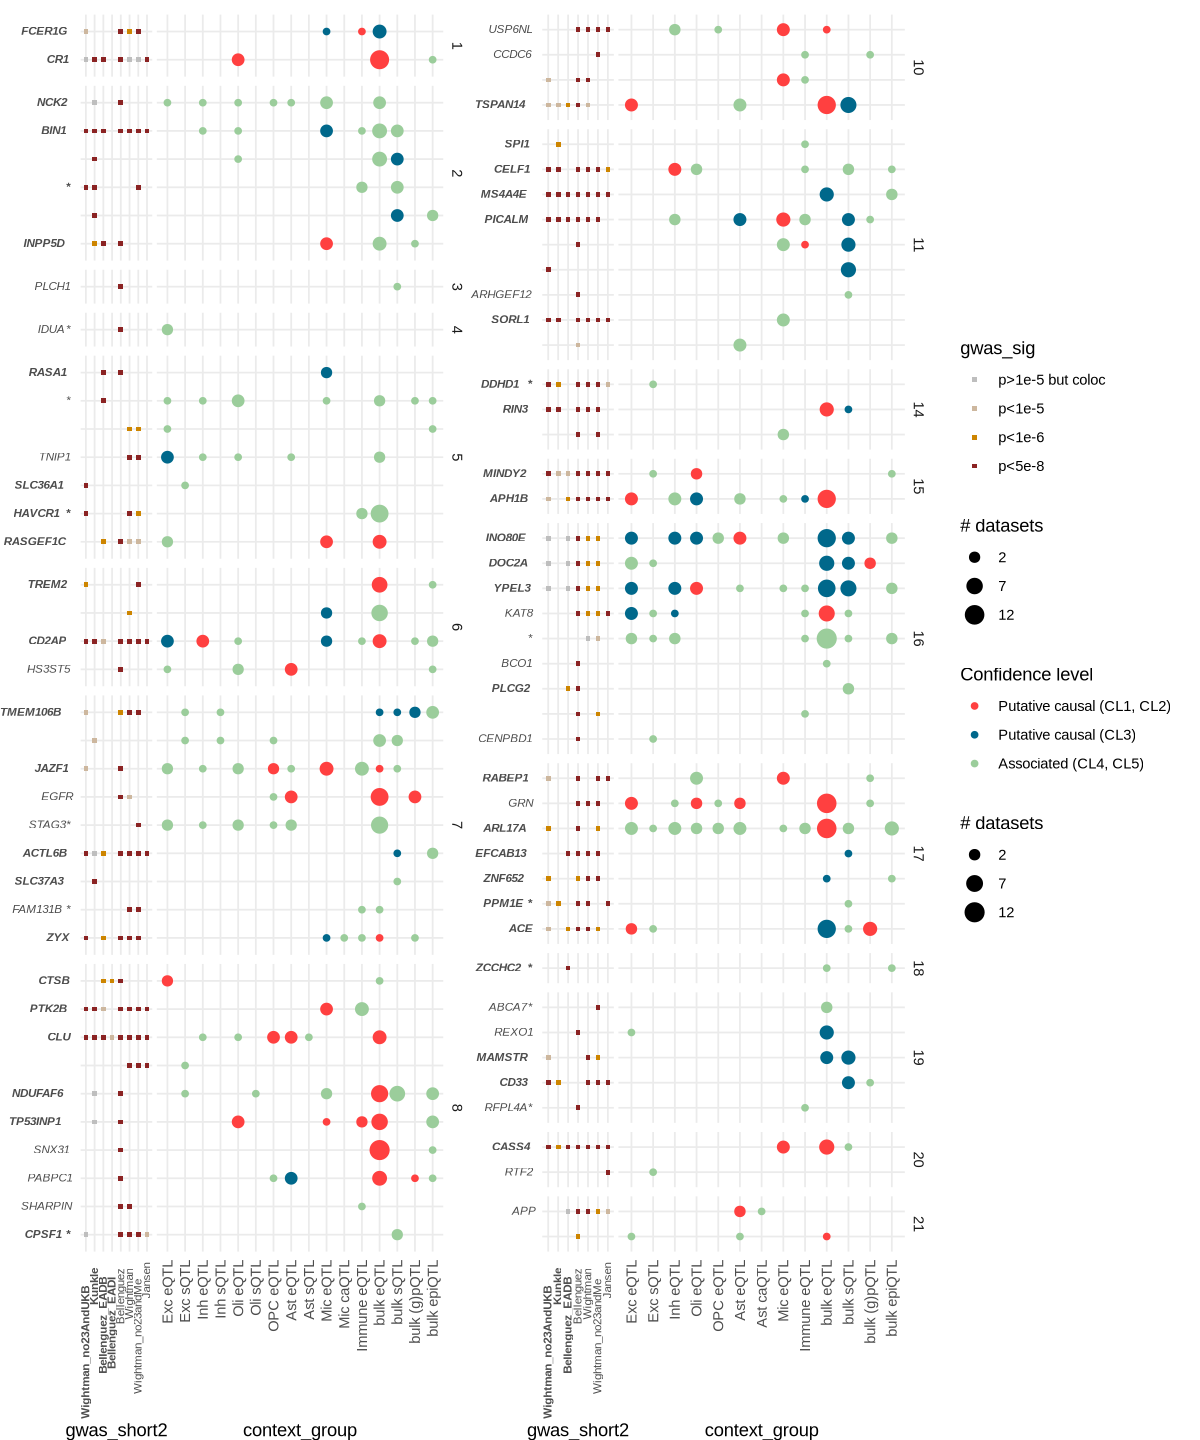 FCER1G
CR1
1
NCK2
BIN1
*
INPP5D
2
PLCH1
3
IDUA *
4
RASA1
*
TNIP1
SLC36A1
HAVCR1 *
RASGEF1C
5
TREM2
CD2AP
HS3ST5
6
TMEM106B
JAZF1
EGFR
STAG3*
ACTL6B
SLC37A3
FAM131B *
ZYX
7
CTSB
PTK2B
CLU
NDUFAF6
TP53INP1
SNX31
PABPC1
SHARPIN
CPSF1 *
8
Wightman_no23AndUKB
Kunkle
Bellenguez_EADB
Bellenguez_EADI
Bellenguez
Wightman
Wightman_no23andMe
Jansen
Exc eQTL
Exc sQTL
Inh eQTL
Inh sQTL
Oli eQTL
Oli sQTL
OPC eQTL
Ast eQTL
Ast sQTL
Mic eQTL
Mic caQTL
Immune eQTL
bulk eQTL
bulk sQTL
bulk (g)pQTL
bulk epiQTL
gwas_short2
context_group
USP6NL
CCDC6
TSPAN14
10
SPI1
CELF1
MS4A4E
PICALM
ARHGEF12
SORL1
11
DDHD1 *
RIN3
14
MINDY2
APH1B
15
INO80E
DOC2A
YPEL3
KAT8
*
BCO1
PLCG2
CENPBD1
16
RABEP1
GRN
ARL17A
EFCAB13
ZNF652
PPM1E *
ACE
17
ZCCHC2 *
18
ABCA7*
REXO1
MAMSTR
CD33
RFPL4A*
19
CASS4
RTF2
20
APP
21
Wightman_no23AndUKB
Kunkle
Bellenguez_EADB
Bellenguez
Wightman
Wightman_no23andMe
Jansen
Exc eQTL
Exc sQTL
Inh eQTL
Oli eQTL
OPC eQTL
Ast eQTL
Ast caQTL
Mic eQTL
Immune eQTL
bulk eQTL
bulk sQTL
bulk (g)pQTL
bulk epiQTL
gwas_short2
context_group
gwas_sig
p>1e-5 but coloc
p<1e-5
p<1e-6
p<5e-8
# datasets
2
7
12
Confidence level
Putative causal (CL1, CL2)
Putative causal (CL3)
Associated (CL4, CL5)
# datasets
2
7
12